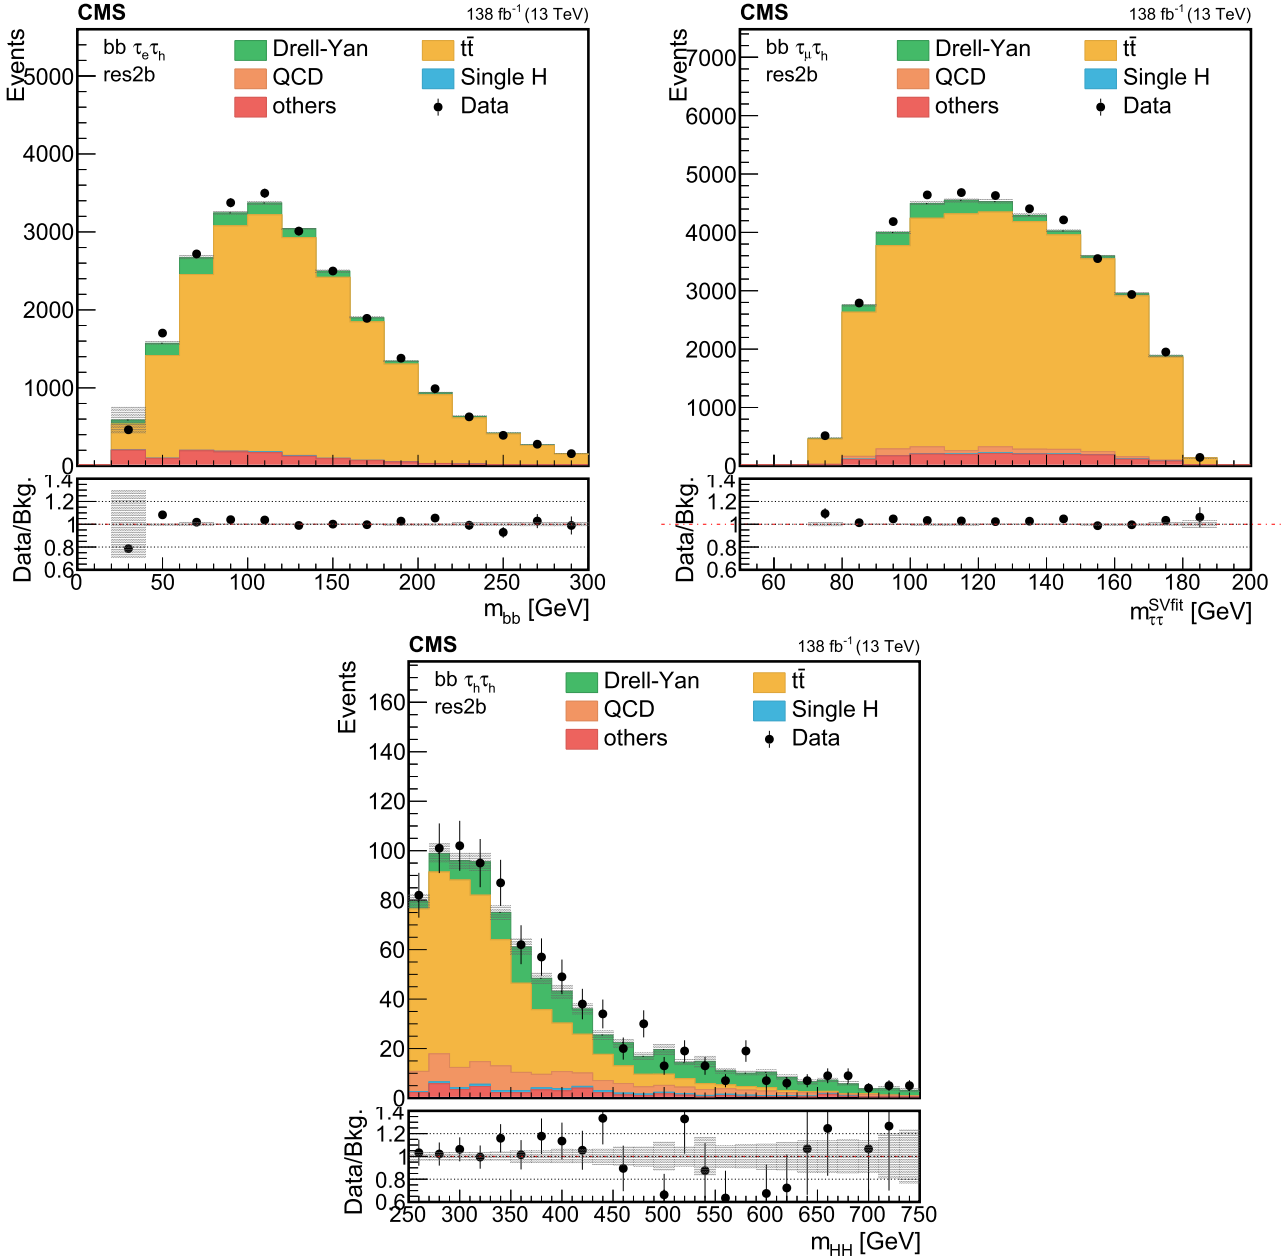 CMS 138 fb⁻¹ (13 TeV)
Events
bb τₑτₕ
res2b
Drell-Yan
tt̄
QCD
Single H
others
Data
5000
4000
3000
2000
1000
0
Data/Bkg.
1.4
1.2
1
0.8
0.6
0 50 100 150 200 250 300
m_bb [GeV]
CMS 138 fb⁻¹ (13 TeV)
Events
bb τ_μτₕ
res2b
Drell-Yan
tt̄
QCD
Single H
others
Data
7000
6000
5000
4000
3000
2000
1000
0
Data/Bkg.
1.4
1.2
1
0.8
0.6
60 80 100 120 140 160 180 200
m_ττ^SVfit [GeV]
CMS 138 fb⁻¹ (13 TeV)
Events
bb τₕτₕ
res2b
Drell-Yan
tt̄
QCD
Single H
others
Data
160
140
120
100
80
60
40
20
0
Data/Bkg.
1.4
1.2
1
0.8
0.6
250 300 350 400 450 500 550 600 650 700 750
m_HH [GeV]